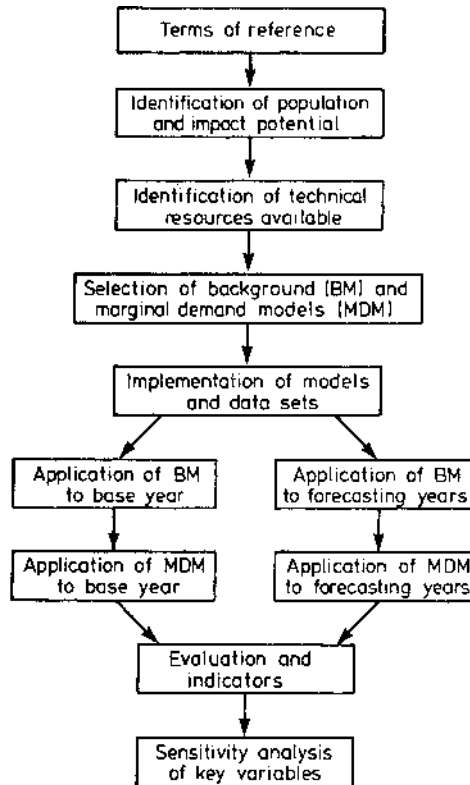 Terms of reference
Identification of population
and impact potential
Identification of technical
resources available
Selection of background (BM) and
marginal demand models (MDM)
Implementation of models
and data sets
Application of BM
to base year
Application of BM
to forecasting years
Application of MDM
to base year
Application of MDM
to forecasting years
Evaluation and
indicators
Sensitivity analysis
of key variables